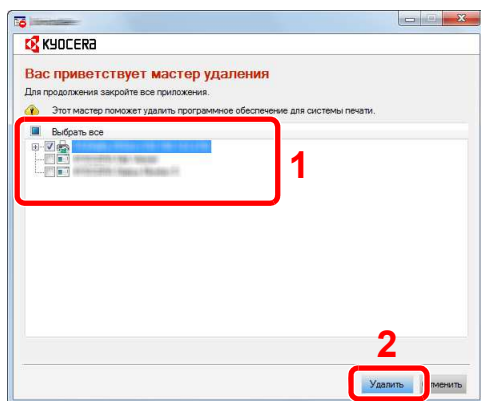 KYOCERA
Вас приветствует мастер удаления
Для продолжения закройте все приложения.
Этот мастер поможет удалить программное обеспечение для системы печати.
Выбрать все
1
2
Удалить